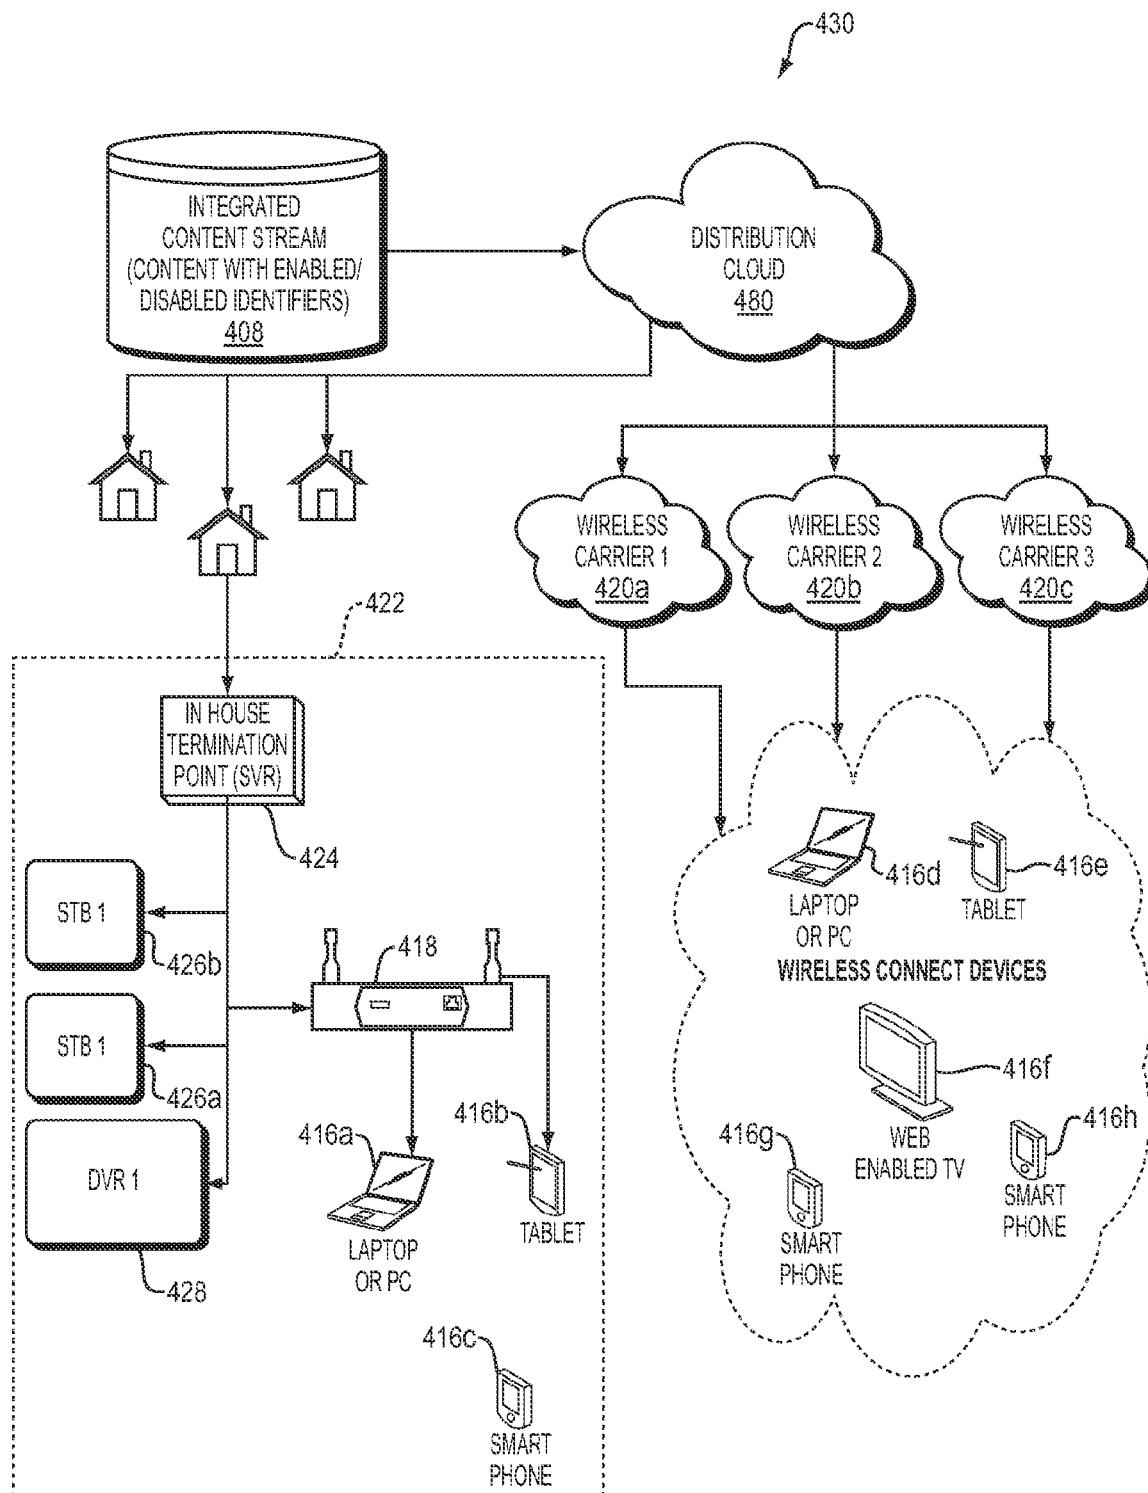 430
INTEGRATED
CONTENT STREAM
(CONTENT WITH ENABLED/
DISABLED IDENTIFIERS)
408
DISTRIBUTION
CLOUD
480
WIRELESS
CARRIER 1
420a
WIRELESS
CARRIER 2
420b
WIRELESS
CARRIER 3
420c
422
IN HOUSE
TERMINATION
POINT (SVR)
424
STB 1
426b
STB 1
426a
DVR 1
428
418
416a
LAPTOP
OR PC
416b
TABLET
416c
SMART
PHONE
416d
LAPTOP
OR PC
416e
TABLET
WIRELESS CONNECT DEVICES
416f
WEB
ENABLED TV
416g
SMART
PHONE
416h
SMART
PHONE